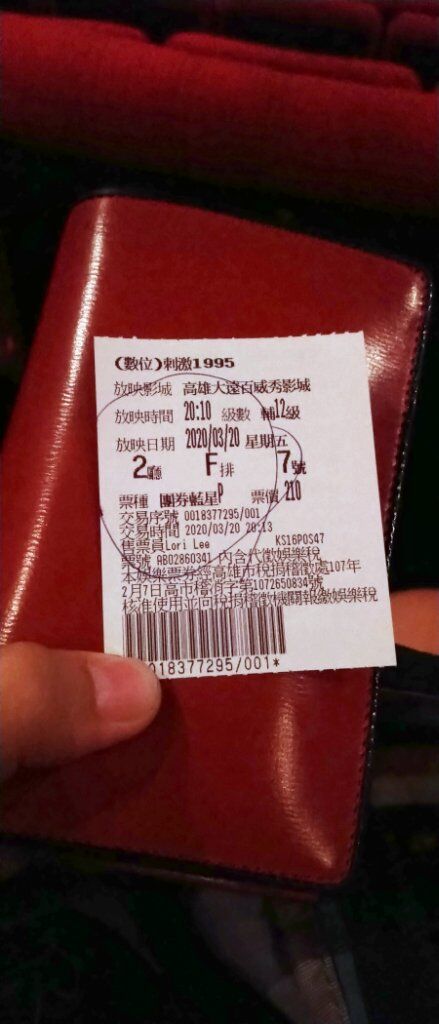 (數位)刺激1995
放映影城 高雄大遠百威秀影城
放映時間 20:10 級數 輔12級
放映日期 2020/03/20 星期五
2廳 F排 7號
票種 團券藍星P 票價 210
交易序號 0018377295/001
交易時間 2020/03/20 20:13
售票員Lori Lee KS16POS47
票號 AB02860341 內含代徵娛樂稅
本娛樂票券經高雄市稅捐稽徵處107年
2月7日高市稽消字第1072650834號
核准使用並向稅捐稽徵機關報繳娛樂稅
018377295/001*